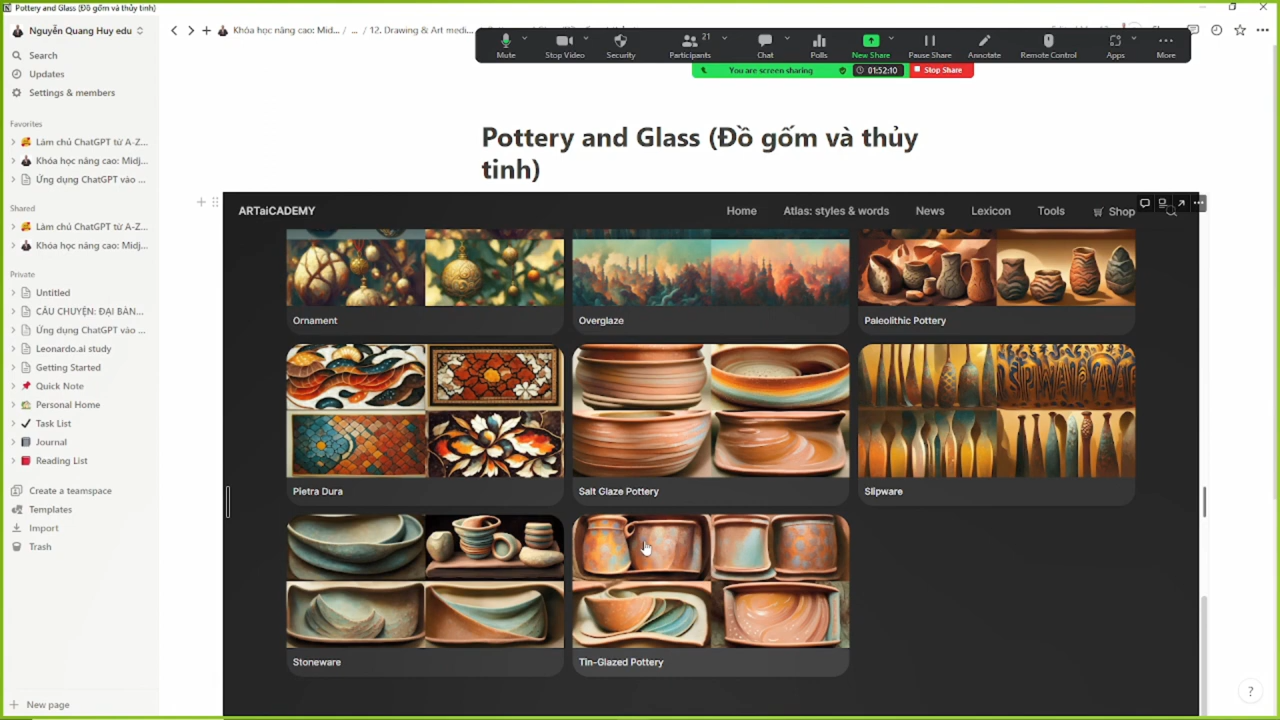 Pottery and Glass (Đồ gốm và thủy tinh)
Nguyễn Quang Huy edu
Khóa học nâng cao: Mid... / ... / 12. Drawing & Art medi...
Search
Updates
Settings & members
Favorites
Làm chủ ChatGPT từ A-Z...
Khóa học nâng cao: Midj...
Ứng dụng ChatGPT vào ...
Shared
Làm chủ ChatGPT từ A-Z...
Khóa học nâng cao: Midj...
Private
Untitled
CÂU CHUYỆN: ĐẠI BÀN...
Ứng dụng ChatGPT vào ...
Leonardo.ai study
Getting Started
Quick Note
Personal Home
Task List
Journal
Reading List
Create a teamspace
Templates
Import
Trash
New page
21
Mute
Stop Video
Security
Participants
Chat
Polls
New Share
Pause Share
Annotate
Remote Control
Apps
More
You are screen sharing
01:52:10
Stop Share
Pottery and Glass (Đồ gốm và thủy
tinh)
ARTaiCADEMY
Home
Atlas: styles & words
News
Lexicon
Tools
Shop
Ornament
Overglaze
Paleolithic Pottery
Pietra Dura
Salt Glaze Pottery
Slipware
Stoneware
Tin-Glazed Pottery
?